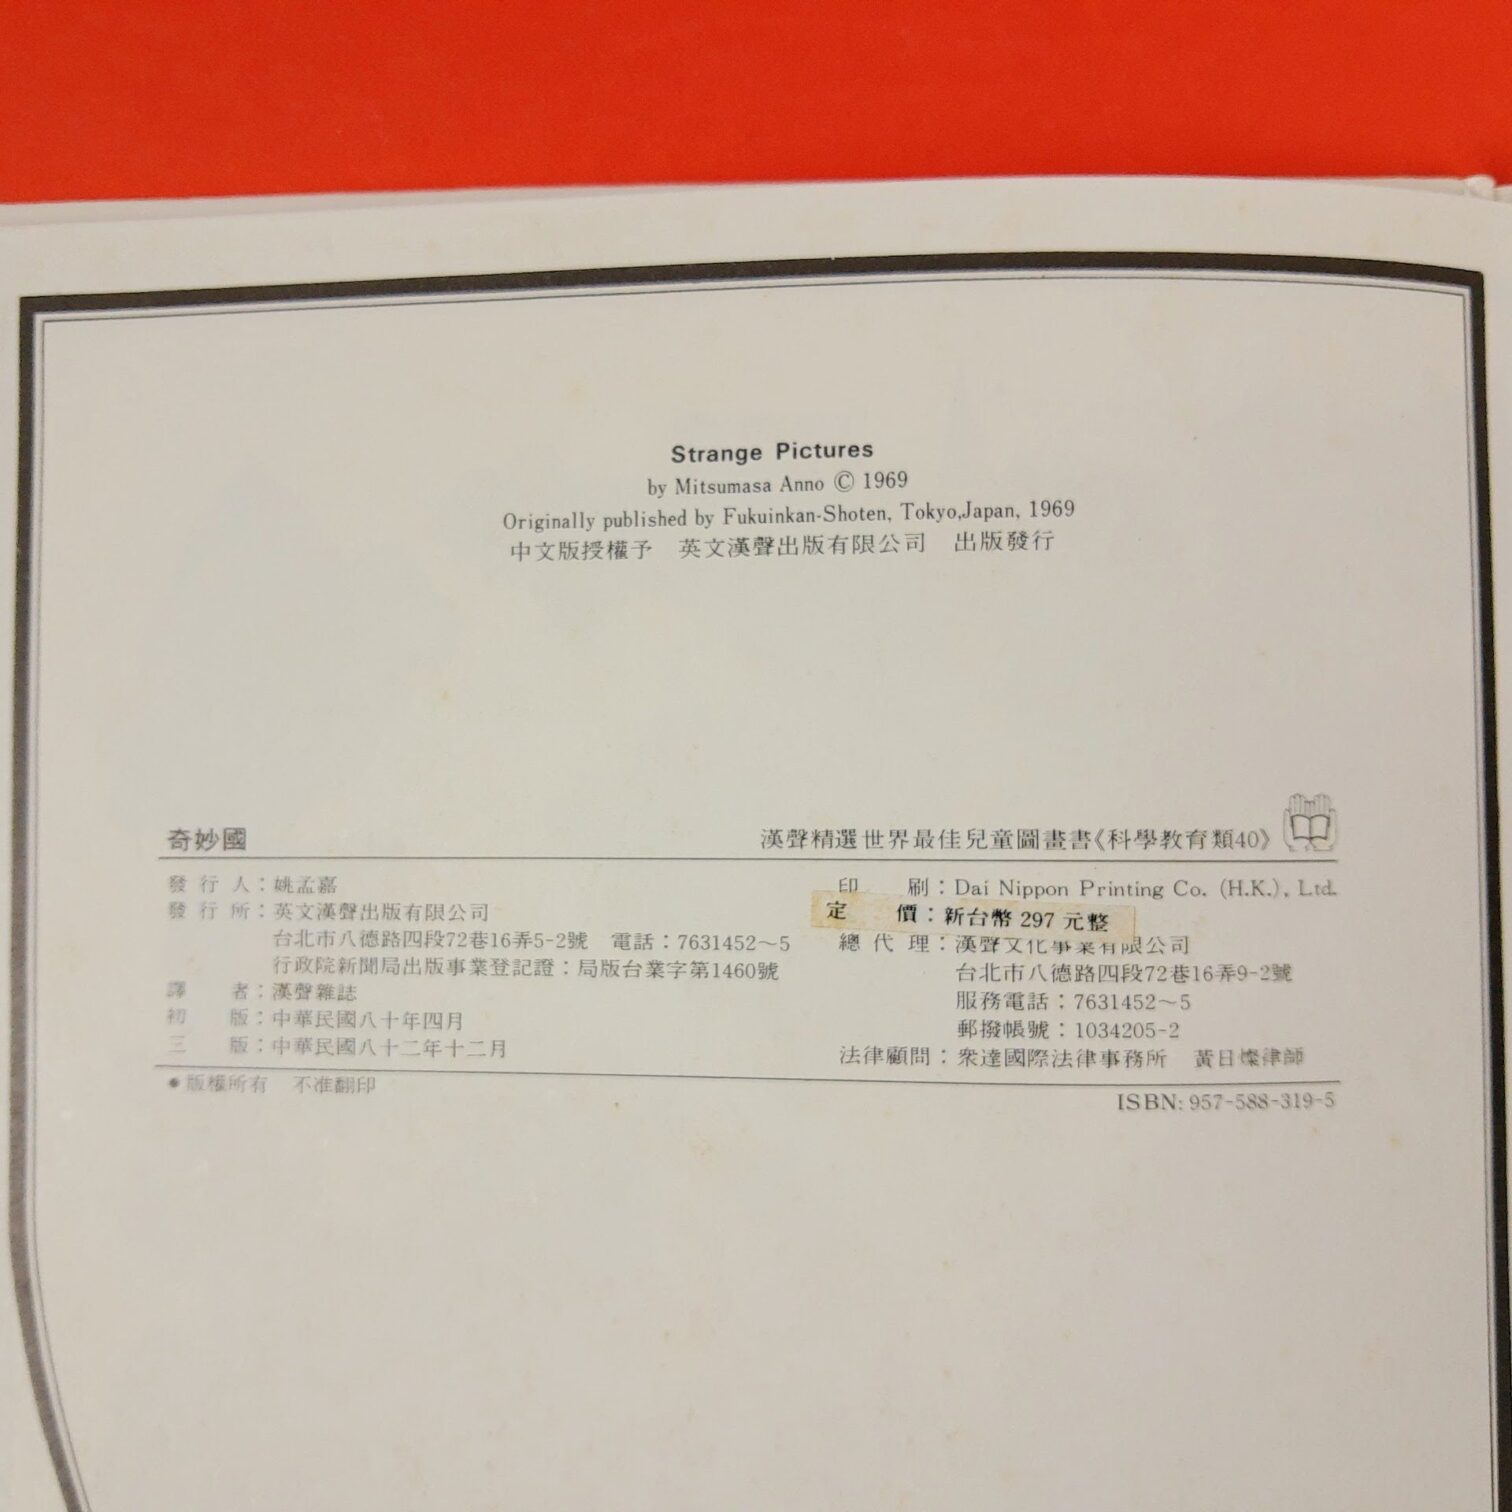 Strange Pictures
by Mitsumasa Anno © 1969
Originally published by Fukuinkan-Shoten, Tokyo,Japan, 1969
中文版授權予　英文漢聲出版有限公司　出版發行
奇妙國
漢聲精選世界最佳兒童圖畫書《科學教育類40》
發行人：姚孟嘉
發行所：英文漢聲出版有限公司
台北市八德路四段72巷16弄5-2號　電話：7631452～5
行政院新聞局出版事業登記證：局版台業字第1460號
譯　者：漢聲雜誌
初　版：中華民國八十年四月
三　版：中華民國八十二年十二月
●版權所有　不准翻印
印　刷：Dai Nippon Printing Co. (H.K.), Ltd.
定　價：新台幣 297 元整
總代理：漢聲文化事業有限公司
台北市八德路四段72巷16弄9-2號
服務電話：7631452～5
郵撥帳號：1034205-2
法律顧問：衆達國際法律事務所　黃日燦律師
ISBN: 957-588-319-5